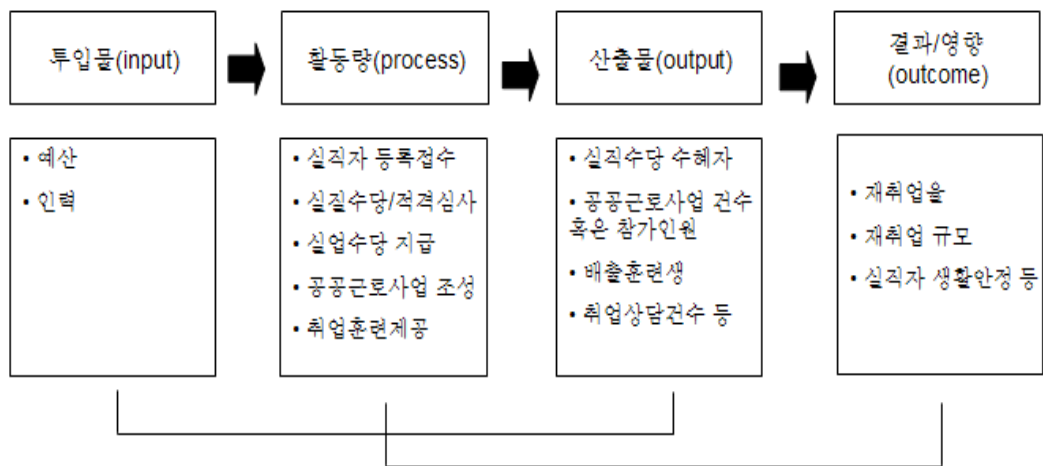 투입물(input)
활동량(process)
산출물(output)
결과/영향
(outcome)
• 예산
• 인력
• 실직자 등록접수
• 실질수당/적격심사
• 실업수당 지급
• 공공근로사업 조성
• 취업훈련제공
• 실직수당 수혜자
• 공공근로사업 건수
혹은 참가인원
• 배출훈련생
• 취업상담건수 등
• 재취업율
• 재취업 규모
• 실직자 생활안정 등